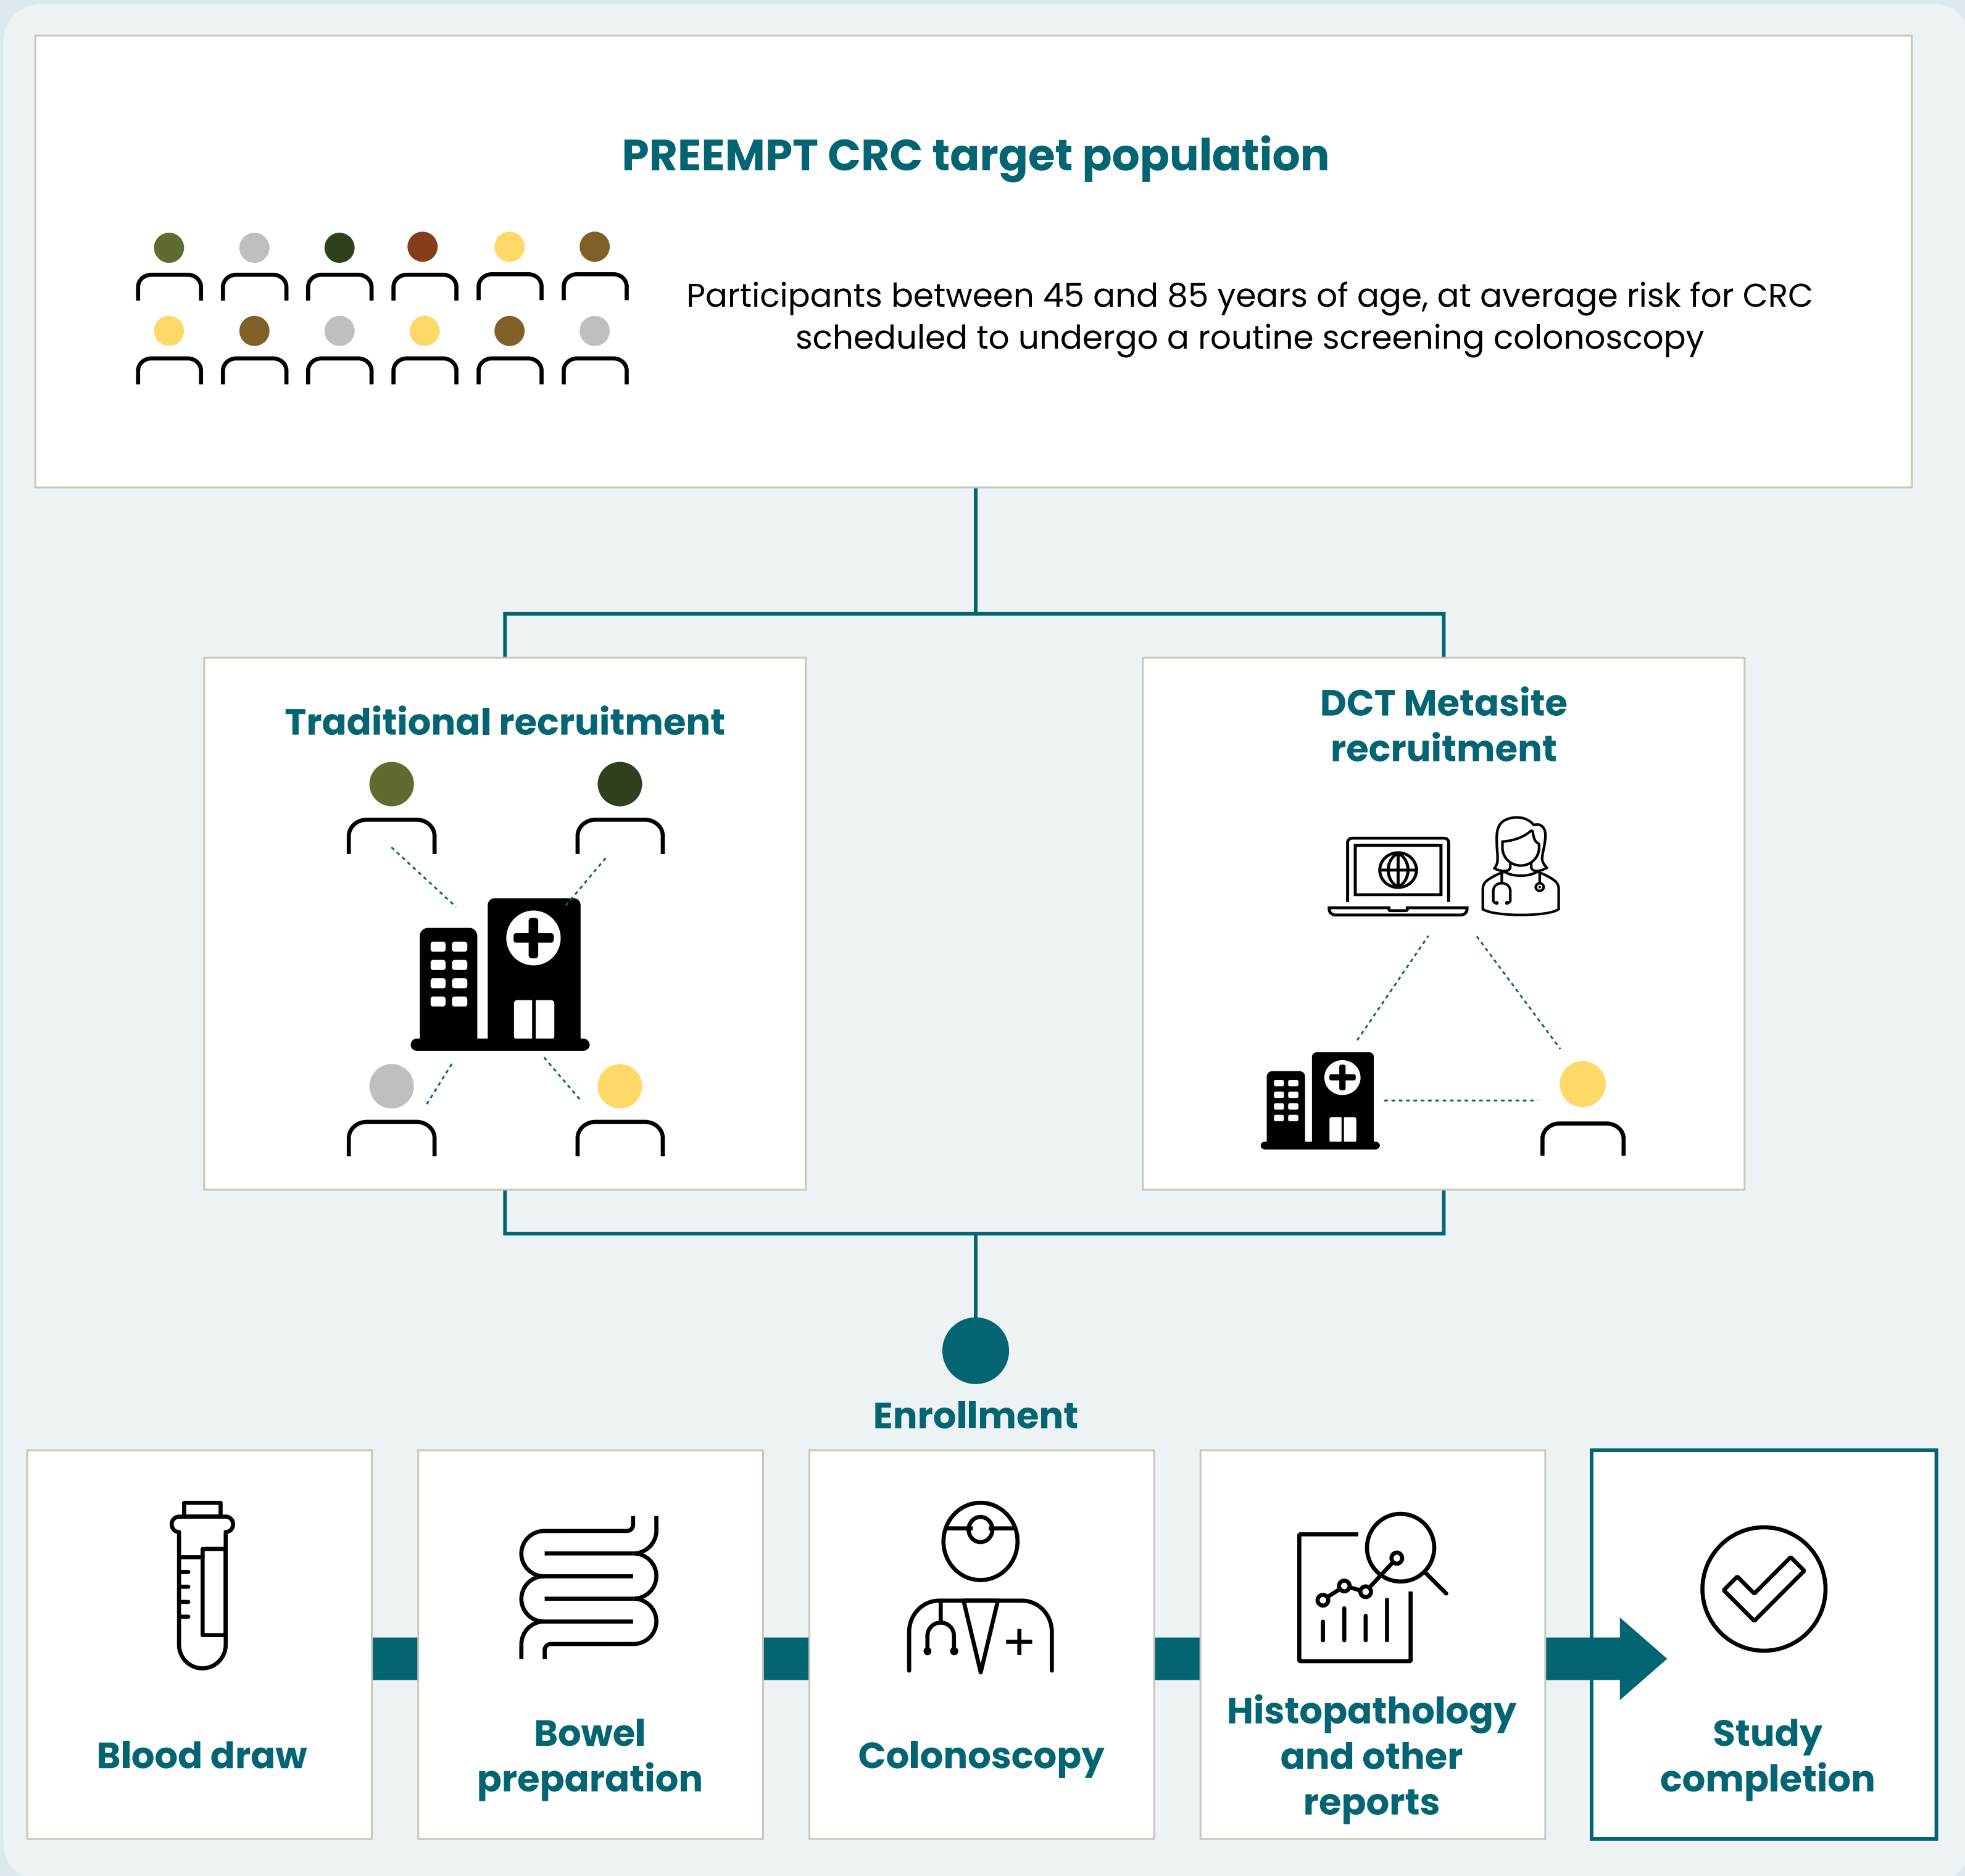 PREEMPT CRC target population
Participants between 45 and 85 years of age, at average risk for CRC
scheduled to undergo a routine screening colonoscopy
Traditional recruitment
DCT Metasite
recruitment
Enrollment
Blood draw
Bowel
preparation
Colonoscopy
Histopathology
and other
reports
Study
completion